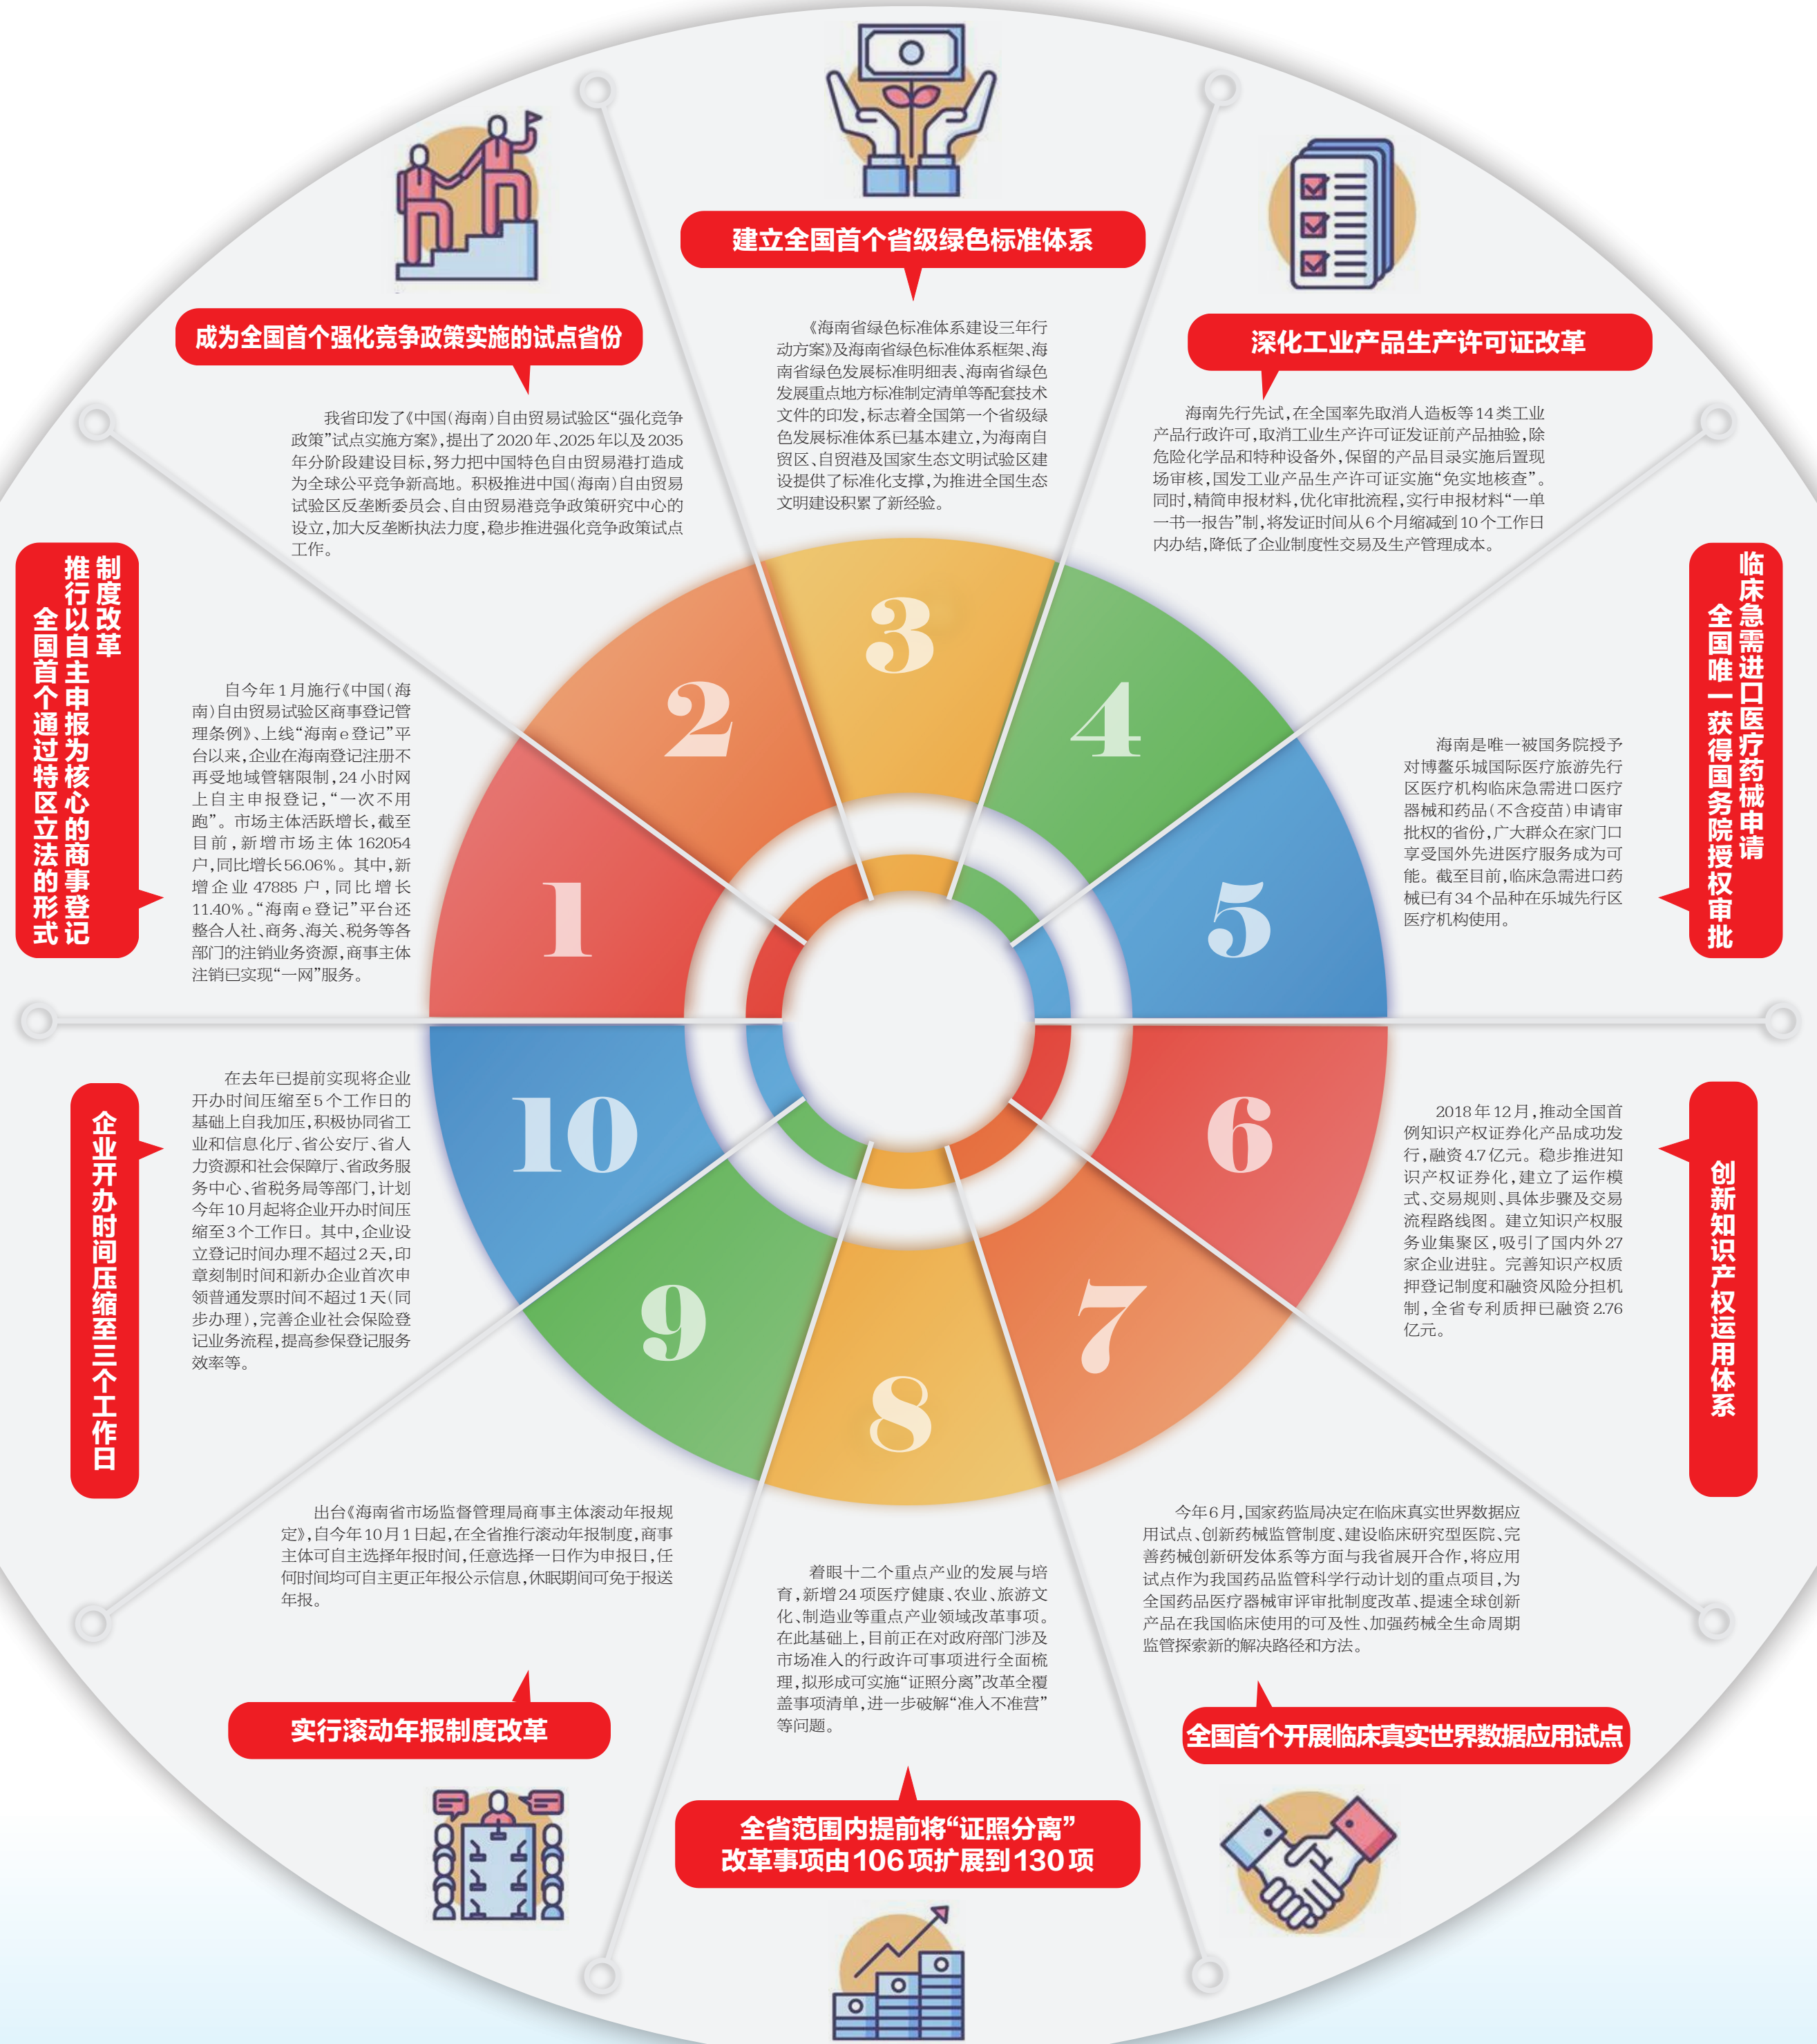 全国首个通过特区立法的形式
推行以自主申报为核心的商事登记
制度改革
自今年1月施行《中国(海
南)自由贸易试验区商事登记管
理条例》、上线“海南e登记”平
台以来,企业在海南登记注册不
再受地域管辖限制,24小时网
上自主申报登记,“一次不用
跑”。市场主体活跃增长,截至
目前,新增市场主体162054
户,同比增长56.06%。其中,新
增企业47885户,同比增长
11.40%。“海南e登记”平台还
整合人社、商务、海关、税务等各
部门的注销业务资源,商事主体
注销已实现“一网”服务。
1
成为全国首个强化竞争政策实施的试点省份
我省印发了《中国(海南)自由贸易试验区“强化竞争
政策”试点实施方案》,提出了2020年、2025年以及2035
年分阶段建设目标,努力把中国特色自由贸易港打造成
为全球公平竞争新高地。积极推进中国(海南)自由贸易
试验区反垄断委员会、自由贸易港竞争政策研究中心的
设立,加大反垄断执法力度,稳步推进强化竞争政策试点
工作。
2
建立全国首个省级绿色标准体系
《海南省绿色标准体系建设三年行
动方案》及海南省绿色标准体系框架、海
南省绿色发展标准明细表、海南省绿色
发展重点地方标准制定清单等配套技术
文件的印发,标志着全国第一个省级绿
色发展标准体系已基本建立,为海南自
贸区、自贸港及国家生态文明试验区建
设提供了标准化支撑,为推进全国生态
文明建设积累了新经验。
3
深化工业产品生产许可证改革
海南先行先试,在全国率先取消人造板等14类工业
产品行政许可,取消工业生产许可证发证前产品抽验,除
危险化学品和特种设备外,保留的产品目录实施后置现
场审核,国发工业产品生产许可证实施“免实地核查”。
同时,精简申报材料,优化审批流程,实行申报材料“一单
一书一报告”制,将发证时间从6个月缩减到10个工作日
内办结,降低了企业制度性交易及生产管理成本。
4
全国唯一获得国务院授权审批
临床急需进口医疗药械申请
海南是唯一被国务院授予
对博鳌乐城国际医疗旅游先行
区医疗机构临床急需进口医疗
器械和药品(不含疫苗)申请审
批权的省份,广大群众在家门口
享受国外先进医疗服务成为可
能。截至目前,临床急需进口药
械已有34个品种在乐城先行区
医疗机构使用。
5
创新知识产权运用体系
2018年12月,推动全国首
例知识产权证券化产品成功发
行,融资4.7亿元。稳步推进知
识产权证券化,建立了运作模
式、交易规则、具体步骤及交易
流程路线图。建立知识产权服
务业集聚区,吸引了国内外27
家企业进驻。完善知识产权质
押登记制度和融资风险分担机
制,全省专利质押已融资2.76
亿元。
6
今年6月,国家药监局决定在临床真实世界数据应
用试点、创新药械监管制度、建设临床研究型医院、完
善药械创新研发体系等方面与我省展开合作,将应用
试点作为我国药品监管科学行动计划的重点项目,为
全国药品医疗器械审评审批制度改革、提速全球创新
产品在我国临床使用的可及性、加强药械全生命周期
监管探索新的解决路径和方法。
全国首个开展临床真实世界数据应用试点
7
着眼十二个重点产业的发展与培
育,新增24项医疗健康、农业、旅游文
化、制造业等重点产业领域改革事项。
在此基础上,目前正在对政府部门涉及
市场准入的行政许可事项进行全面梳
理,拟形成可实施“证照分离”改革全覆
盖事项清单,进一步破解“准入不准营”
等问题。
全省范围内提前将“证照分离”
改革事项由106项扩展到130项
8
出台《海南省市场监督管理局商事主体滚动年报规
定》,自今年10月1日起,在全省推行滚动年报制度,商事
主体可自主选择年报时间,任意选择一日作为申报日,任
何时间均可自主更正年报公示信息,休眠期间可免于报送
年报。
实行滚动年报制度改革
9
企业开办时间压缩至三个工作日
在去年已提前实现将企业
开办时间压缩至5个工作日的
基础上自我加压,积极协同省工
业和信息化厅、省公安厅、省人
力资源和社会保障厅、省政务服
务中心、省税务局等部门,计划
今年10月起将企业开办时间压
缩至3个工作日。其中,企业设
立登记时间办理不超过2天,印
章刻制时间和新办企业首次申
领普通发票时间不超过1天(同
步办理),完善企业社会保险登
记业务流程,提高参保登记服务
效率等。
10